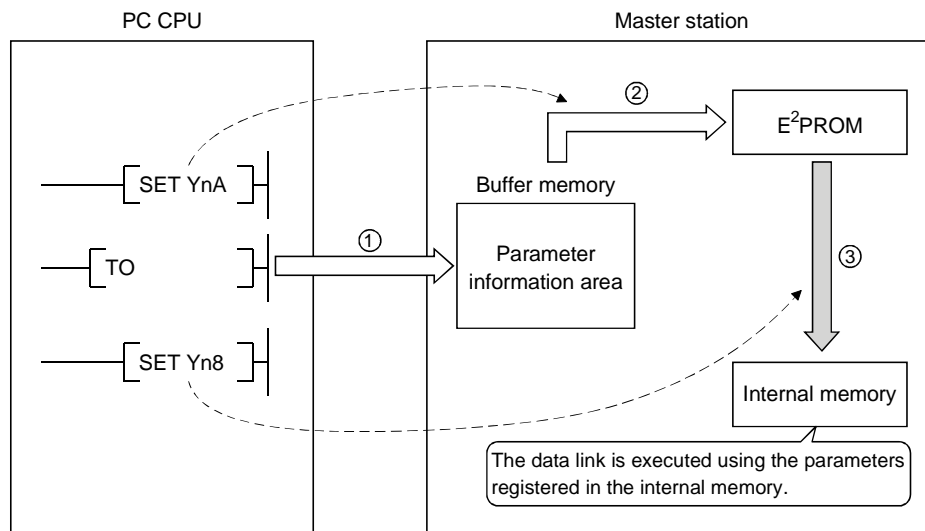 PC CPU
Master station
②
E²PROM
SET YnA
Buffer memory
①
TO
Parameter
information area
③
SET Yn8
Internal memory
The data link is executed using the parameters
registered in the internal memory.